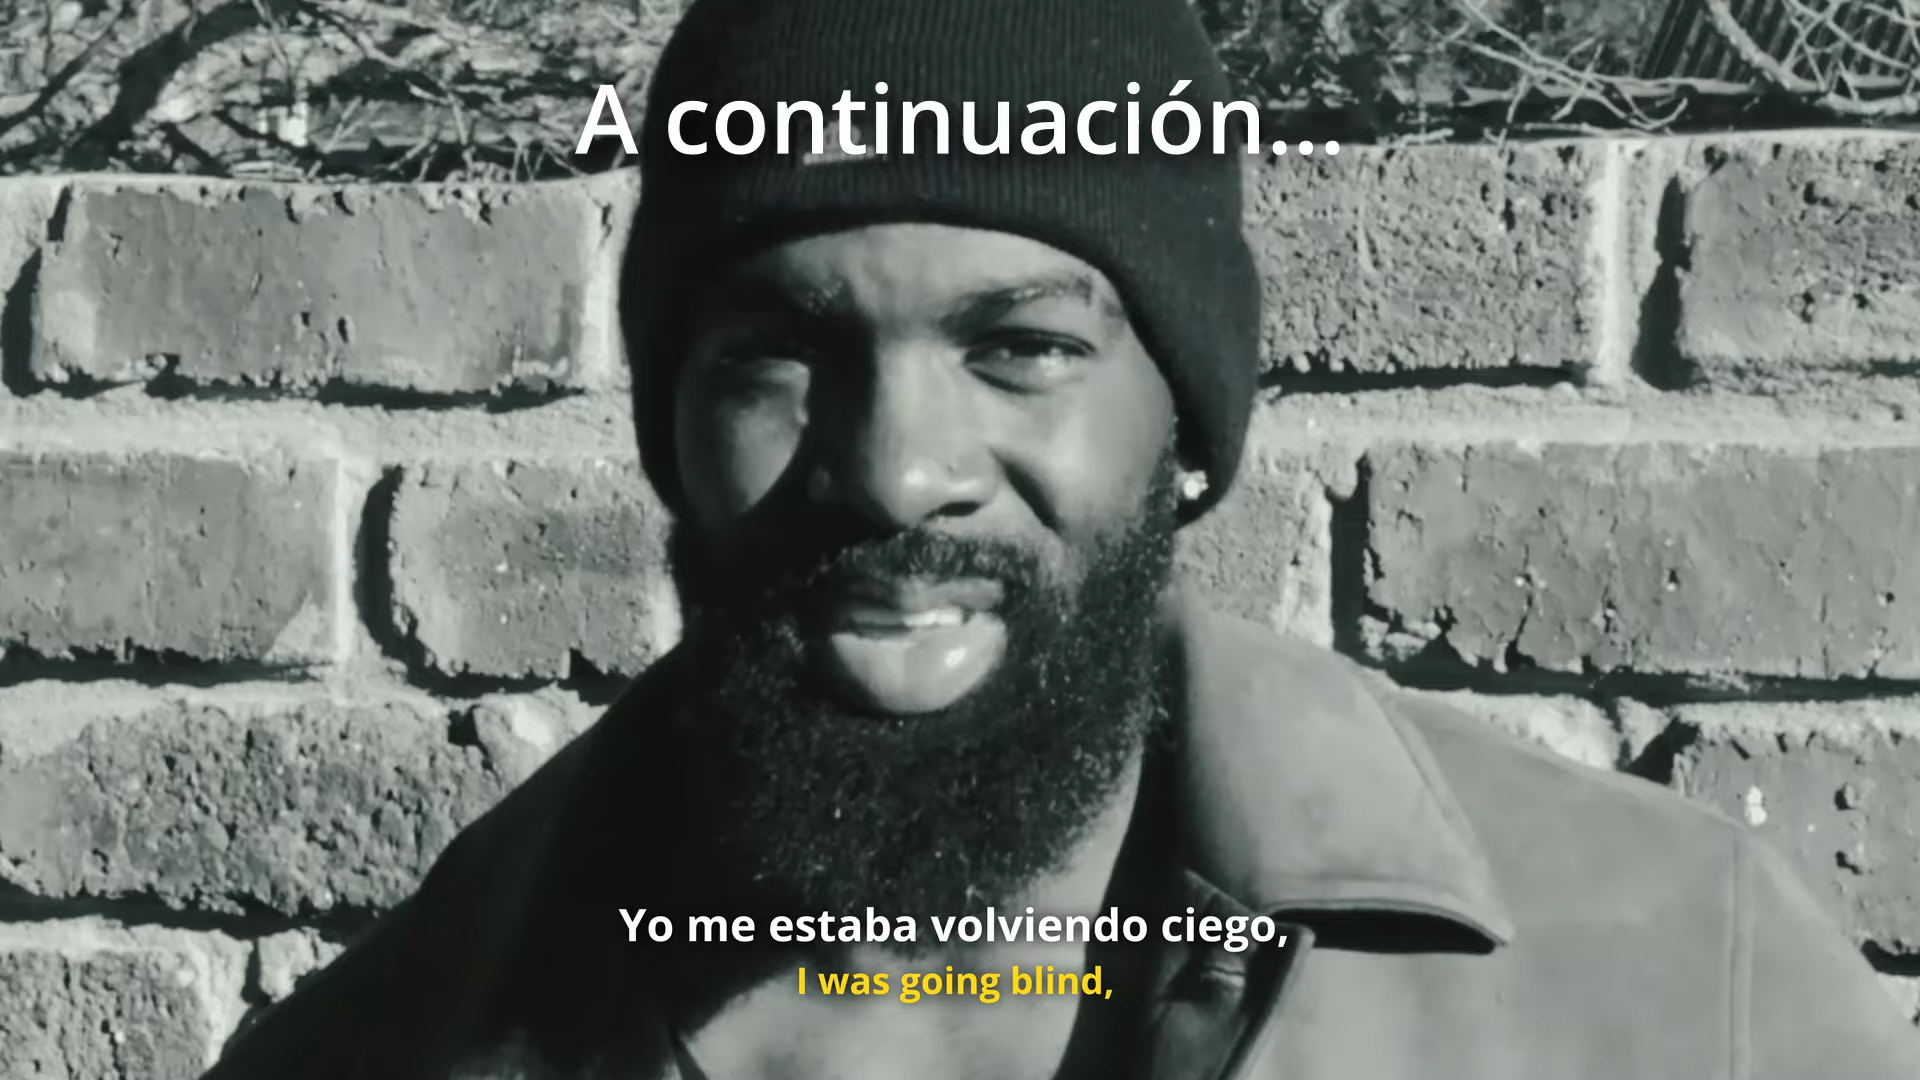 A continuación...
Yo me estaba volviendo ciego,
I was going blind,